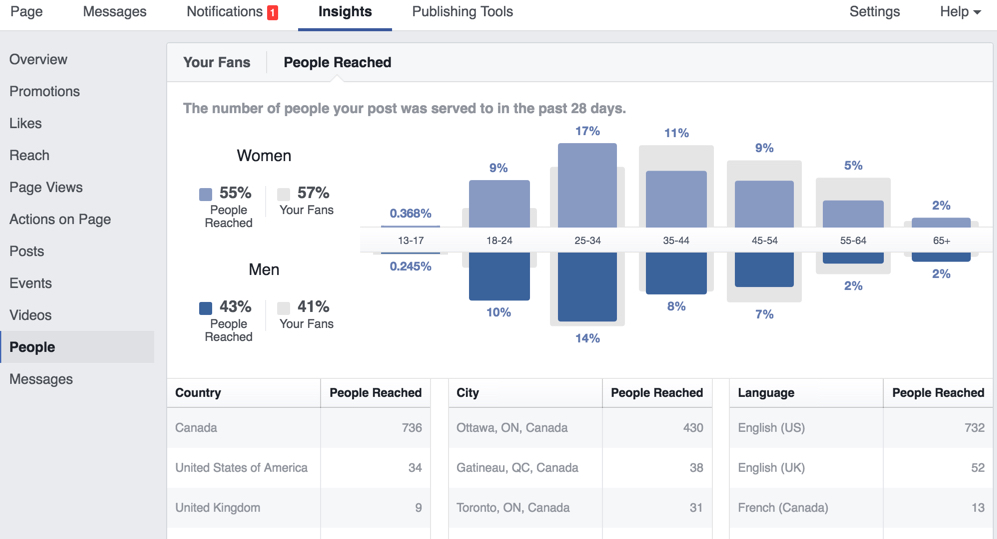 Page Messages Notifications 1 Insights Publishing Tools Settings Help
Overview
Promotions
Likes
Reach
Page Views
Actions on Page
Posts
Events
Videos
People
Messages
Your Fans People Reached
The number of people your post was served to in the past 28 days.
Women
55% 57%
People Your Fans
Reached
Men
43% 41%
People Your Fans
Reached
0.368% 9% 17% 11% 9% 5% 2%
13-17 18-24 25-34 35-44 45-54 55-64 65+
0.245% 10% 14% 8% 7% 2% 2%
Country People Reached City People Reached Language People Reached
Canada 736 Ottawa, ON, Canada 430 English (US) 732
United States of America 34 Gatineau, QC, Canada 38 English (UK) 52
United Kingdom 9 Toronto, ON, Canada 31 French (Canada) 13